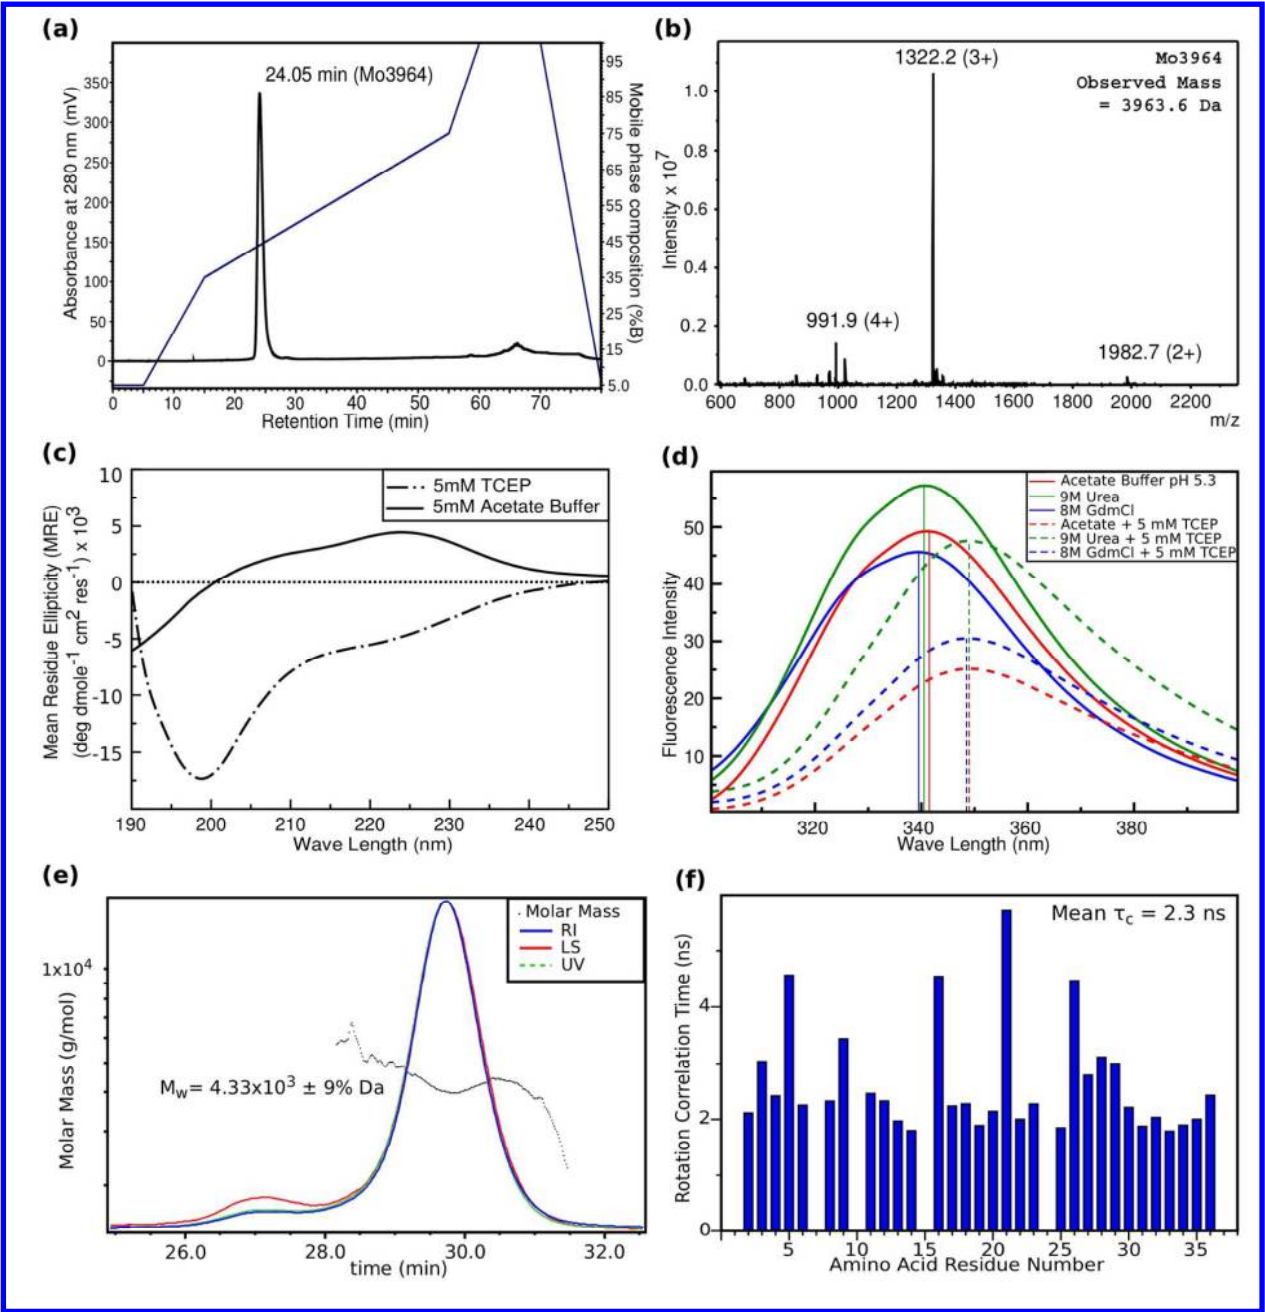 (a)
24.05 min (Mo3964)
Absorbance at 280 nm (mV)
350
300
250
200
150
100
50
0
95
85
75
65
55
45
35
25
15
5.0
Mobile phase composition (%B)
0 10 20 30 40 50 60 70
Retention Time (min)
(b)
1322.2 (3+)
Mo3964
Observed Mass
= 3963.6 Da
991.9 (4+)
1982.7 (2+)
Intensity x 10⁷
1.0
0.8
0.6
0.4
0.2
0.0
600 800 1000 1200 1400 1600 1800 2000 2200
m/z
(c)
5mM TCEP
5mM Acetate Buffer
Mean Residue Ellipticity (MRE)
(deg dmole⁻¹ cm² res⁻¹) x 10³
10
5
0
-5
-10
-15
190 200 210 220 230 240 250
Wave Length (nm)
(d)
Acetate Buffer pH 5.3
9M Urea
8M GdmCl
Acetate + 5 mM TCEP
9M Urea + 5 mM TCEP
8M GdmCl + 5 mM TCEP
Fluorescence Intensity
50
40
30
20
10
320 340 360 380
Wave Length (nm)
(e)
Molar Mass
RI
LS
UV
1x10⁴
Molar Mass (g/mol)
M_w= 4.33x10³ ± 9% Da
26.0 28.0 30.0 32.0
time (min)
(f)
Mean τ_c = 2.3 ns
Rotation Correlation Time (ns)
4
2
0
5 10 15 20 25 30 35
Amino Acid Residue Number